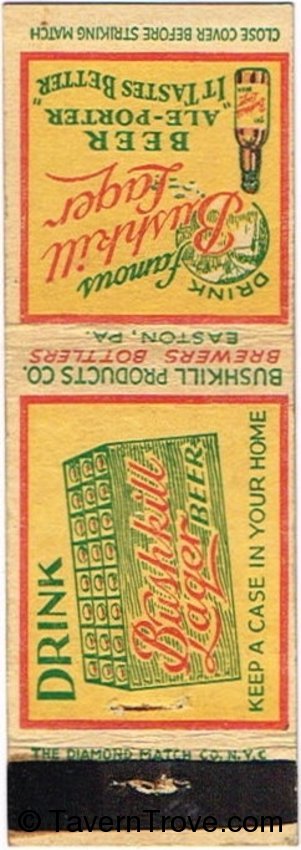 CLOSE COVER BEFORE STRIKING MATCH
DRINK
famous
Bushkill
Lager
BEER
ALE-PORTER
"IT TASTES BETTER"
BUSHKILL PRODUCTS CO.
BREWERS BOTTLERS
EASTON, PA.
DRINK
Bushkill
Lager
BEER
KEEP A CASE IN YOUR HOME
THE DIAMOND MATCH CO. N.Y.C
© TavernTrove.com